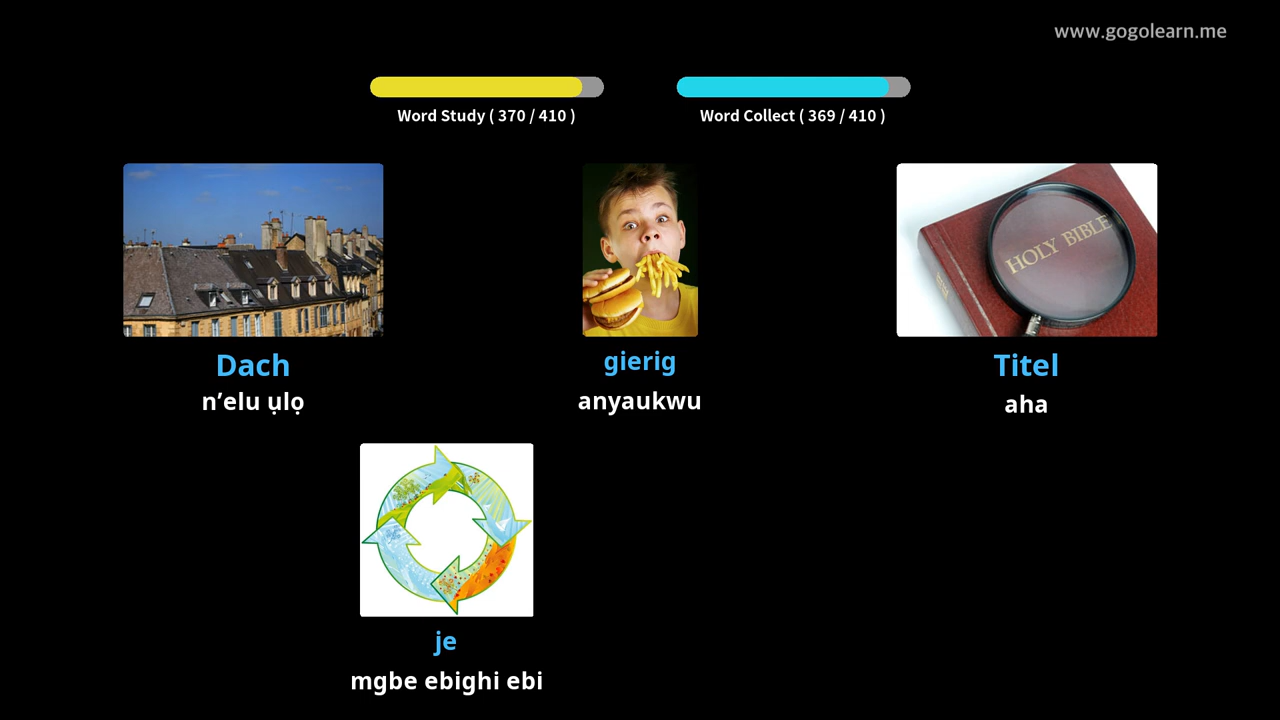 www.gogolearn.me
Word Study ( 370 / 410 )
Word Collect ( 369 / 410 )
HOLY BIBLE
Dach
n’elu ụlọ
gierig
anyaukwu
Titel
aha
je
mgbe ebighi ebi